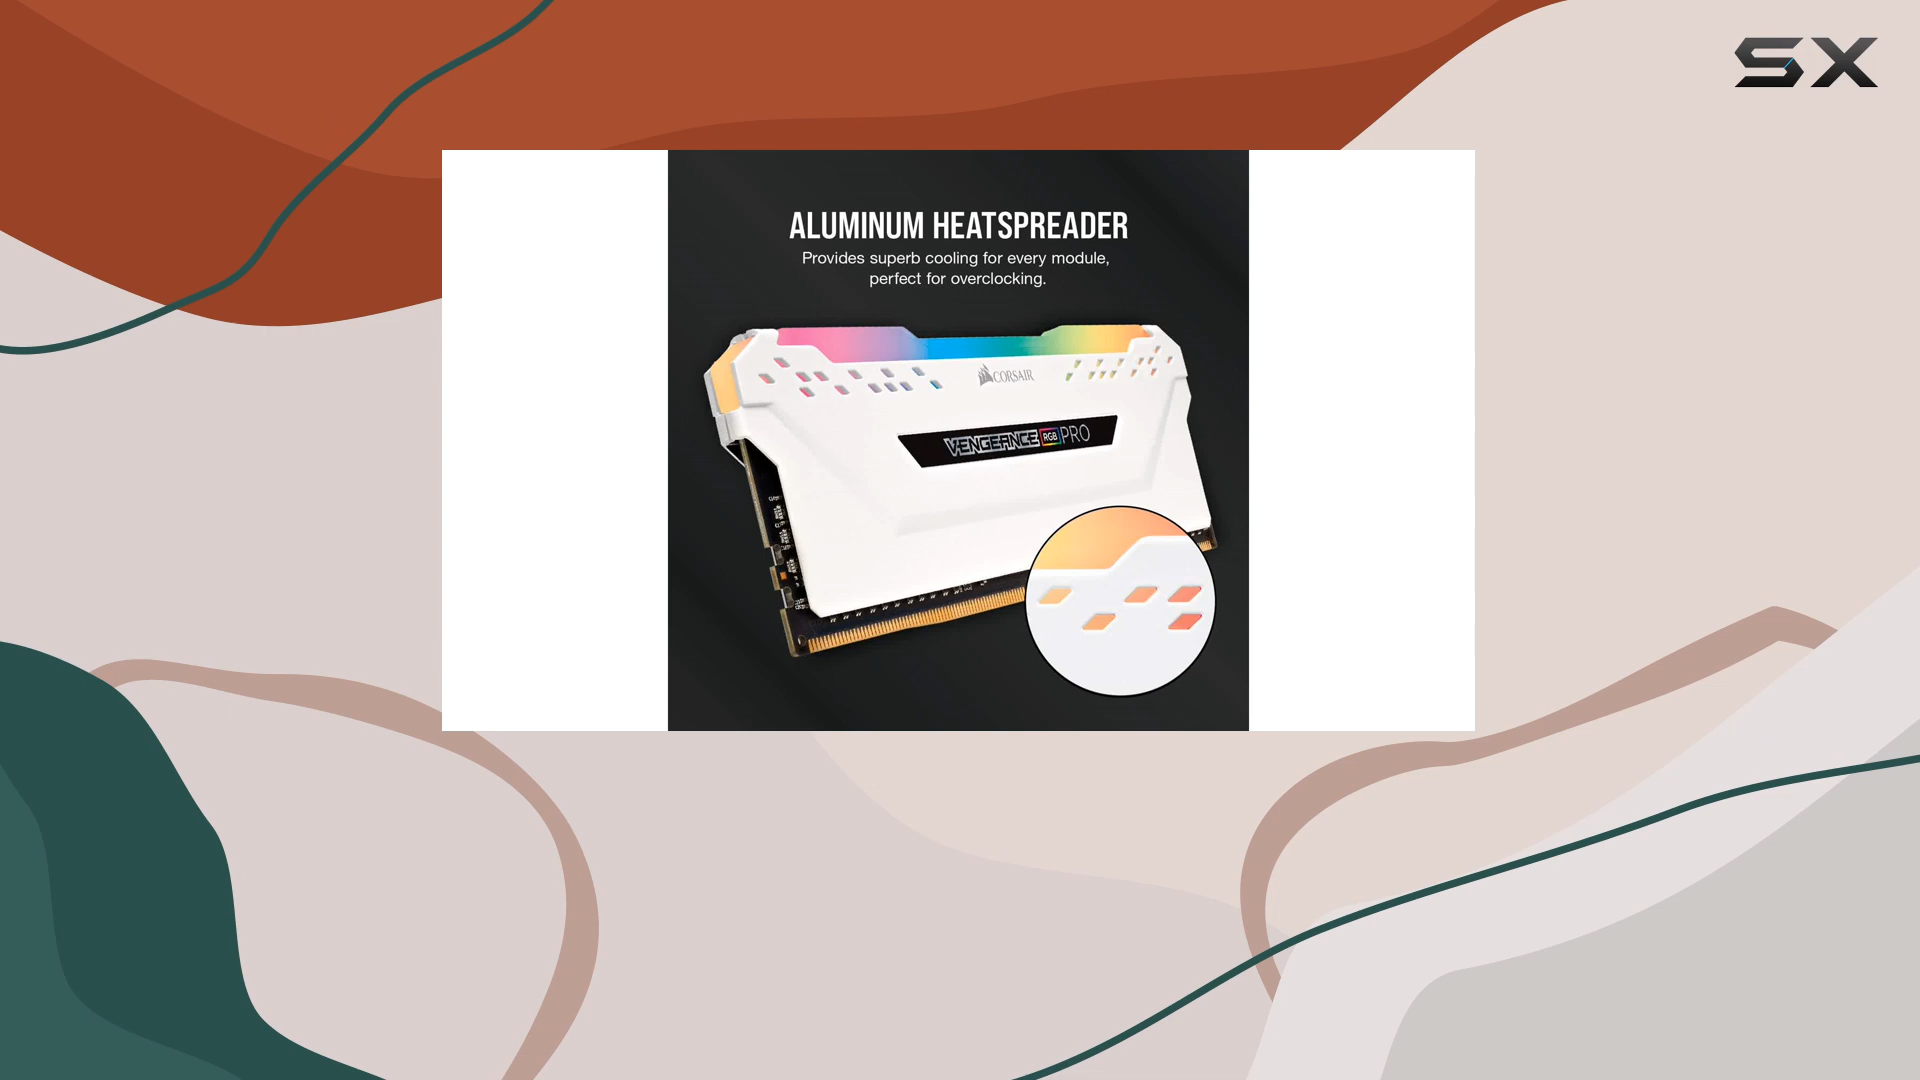 SX
ALUMINUM HEATSPREADER
Provides superb cooling for every module,
perfect for overclocking.
CORSAIR
VENGEANCE RGB PRO